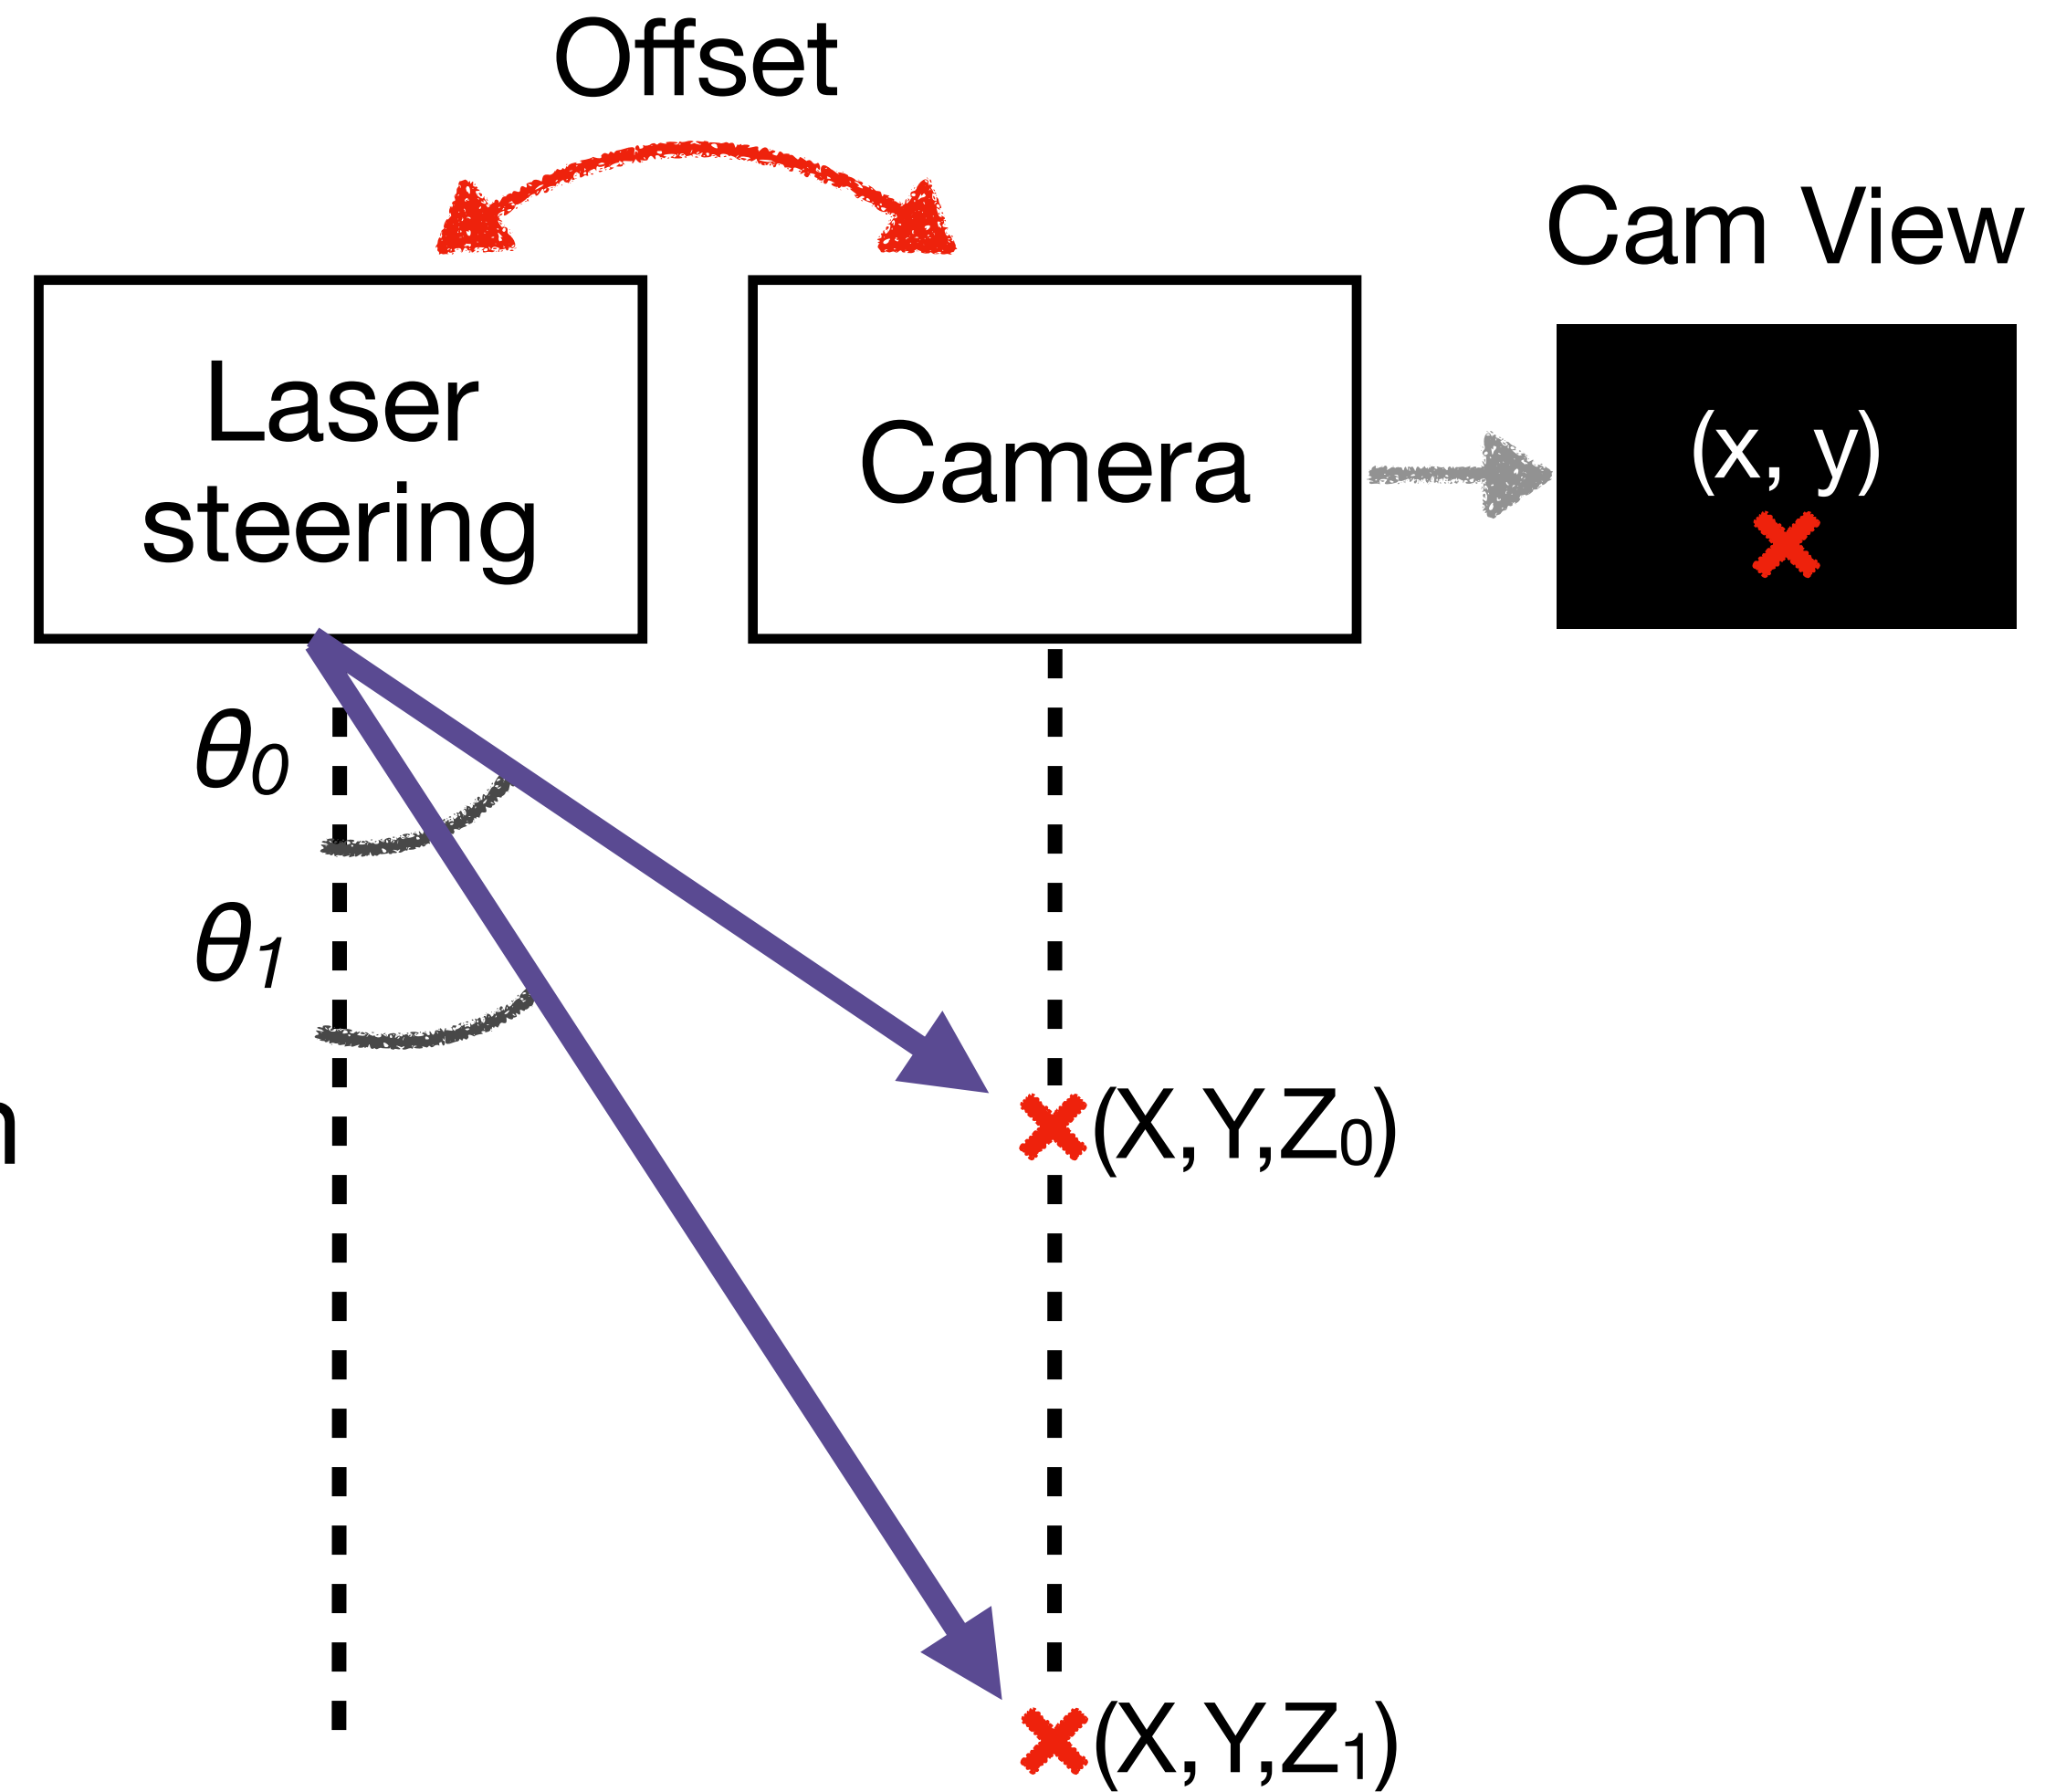 Offset
Cam View
Laser
steering
Camera
(x, y)
θ0
θ1
(X,Y,Z0)
(X,Y,Z1)